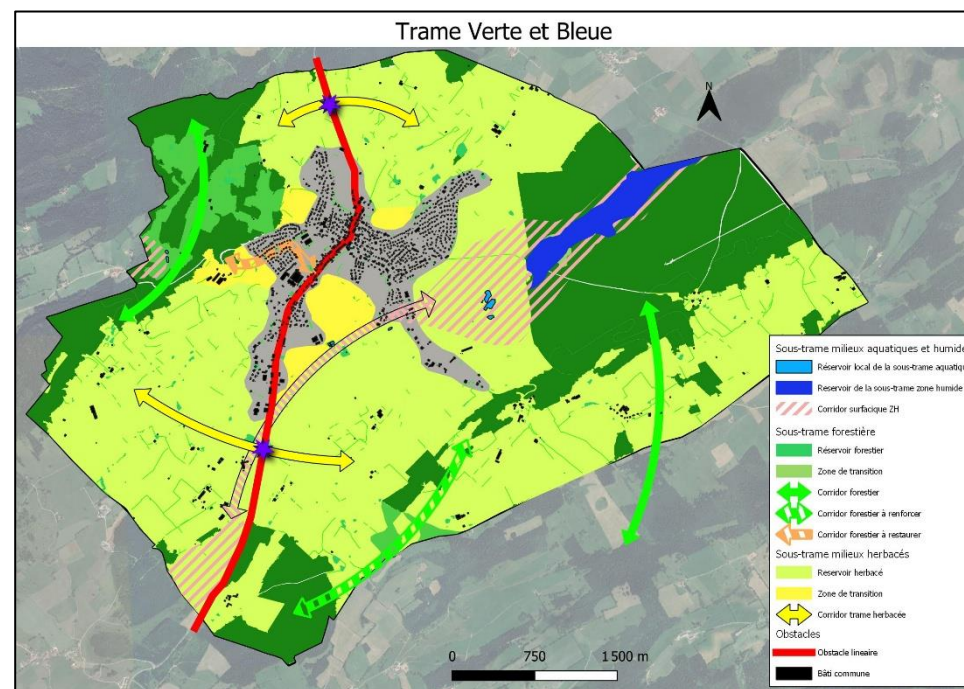 Trame Verte et Bleue
N
Sous-trame milieux aquatiques et humide
Réservoir local de la sous-trame aquatiq
Reservoir de la sous-trame zone humide
Corridor surfacique ZH
Sous-trame forestière
Réservoir forestier
Zone de transition
Corridor forestier
Corridor forestier à renforcer
Corridor forestier à restaurer
Sous-trame milieux herbacés
Reservoir herbacé
Zone de transition
Corridor trame herbacée
Obstacles
Obstacle lineaire
Bâti commune
0 750 1 500 m